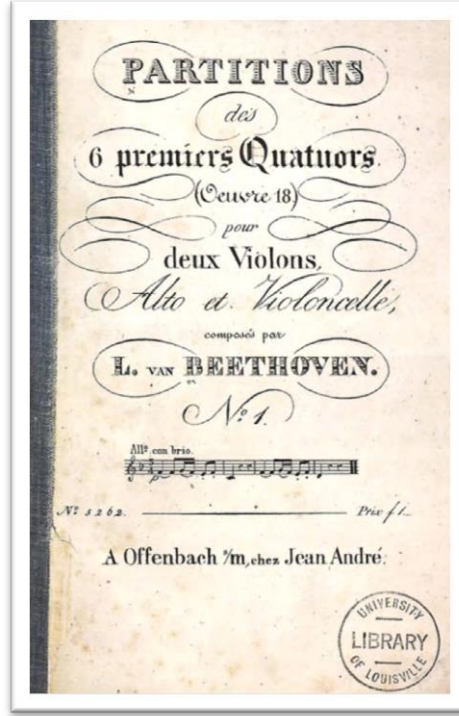 PARTITIONS
des
6 premiers Quatuors.
(Oeuvre 18)
pour
deux Violons,
Alto et Violoncelle,
composés par
L. VAN BEETHOVEN.
No. 1.
Allo. con brio.
No. 5262. Prix f 1.
A Offenbach s/m, chez Jean André.
UNIVERSITY
LIBRARY
OF LOUISVILLE